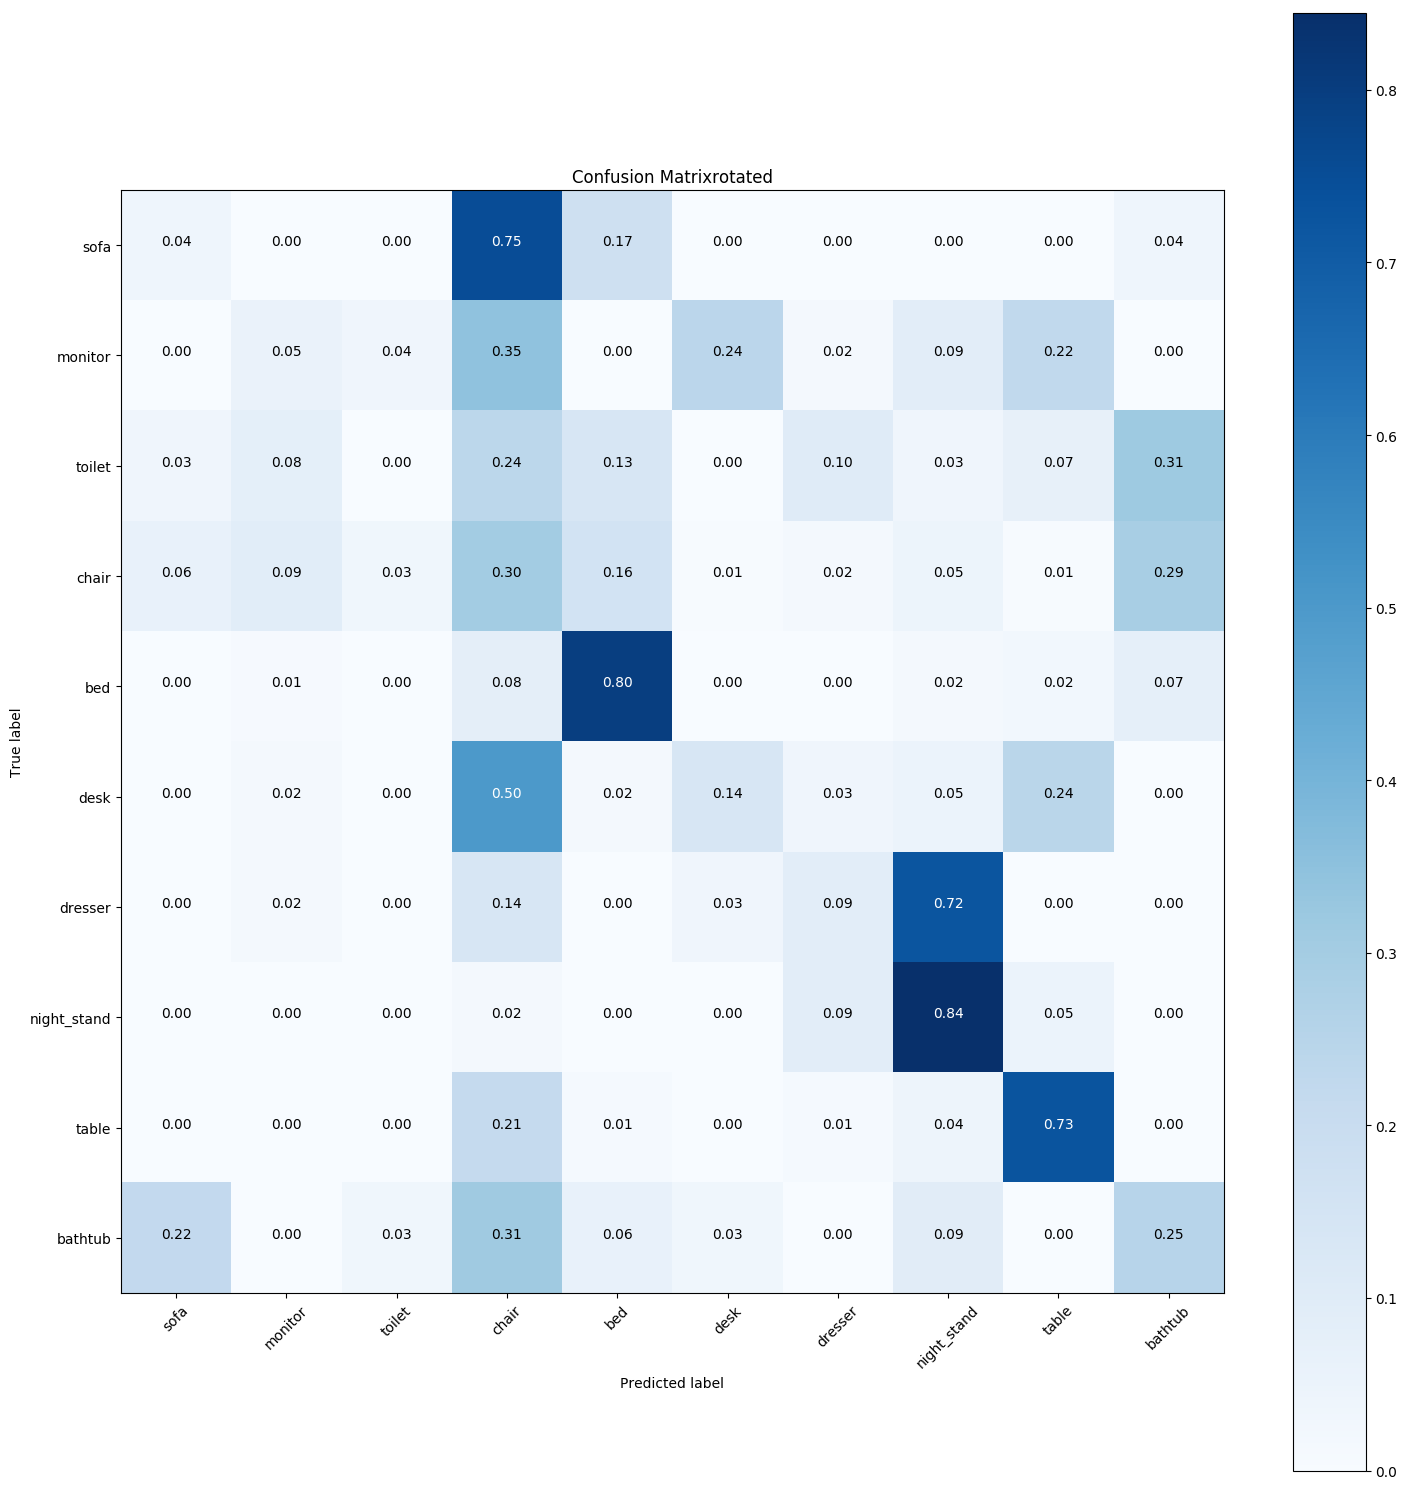 Confusion Matrixrotated
sofa 0.04 0.00 0.00 0.75 0.17 0.00 0.00 0.00 0.00 0.04
monitor 0.00 0.05 0.04 0.35 0.00 0.24 0.02 0.09 0.22 0.00
toilet 0.03 0.08 0.00 0.24 0.13 0.00 0.10 0.03 0.07 0.31
chair 0.06 0.09 0.03 0.30 0.16 0.01 0.02 0.05 0.01 0.29
bed 0.00 0.01 0.00 0.08 0.80 0.00 0.00 0.02 0.02 0.07
desk 0.00 0.02 0.00 0.50 0.02 0.14 0.03 0.05 0.24 0.00
dresser 0.00 0.02 0.00 0.14 0.00 0.03 0.09 0.72 0.00 0.00
night_stand 0.00 0.00 0.00 0.02 0.00 0.00 0.09 0.84 0.05 0.00
table 0.00 0.00 0.00 0.21 0.01 0.00 0.01 0.04 0.73 0.00
bathtub 0.22 0.00 0.03 0.31 0.06 0.03 0.00 0.09 0.00 0.25
sofa monitor toilet chair bed desk dresser night_stand table bathtub
Predicted label
True label
0.8
0.7
0.6
0.5
0.4
0.3
0.2
0.1
0.0